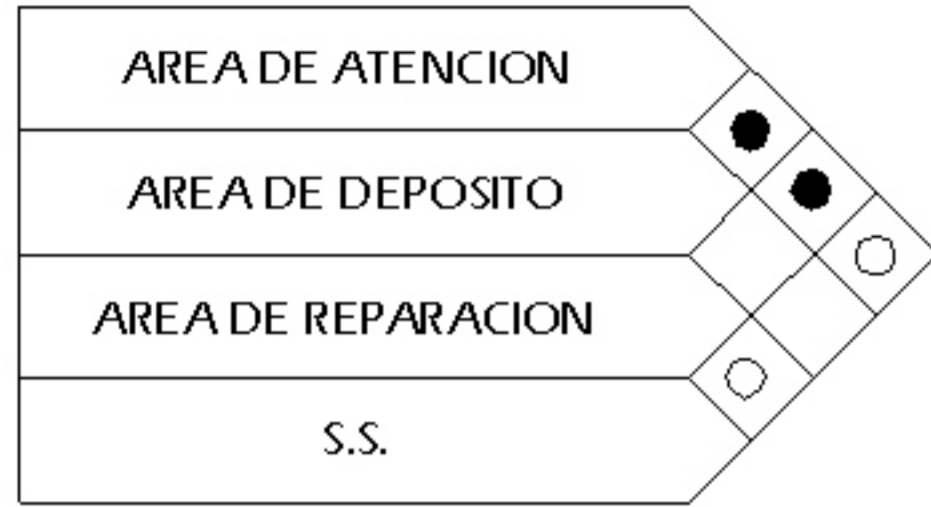 AREA DE ATENCION
AREA DE DEPOSITO
AREA DE REPARACION
S.S.